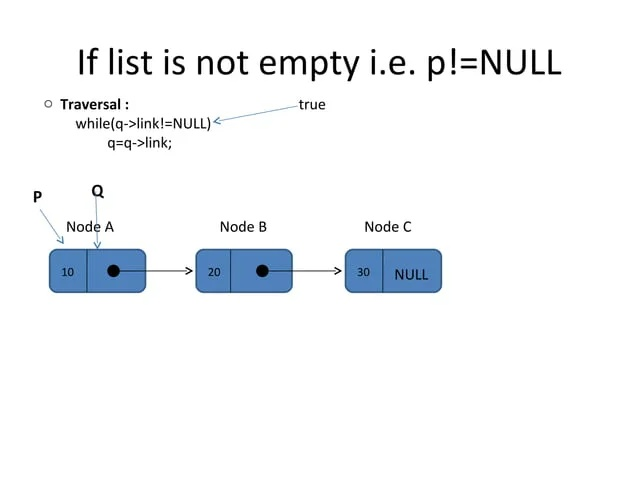 If list is not empty i.e. p!=NULL
Traversal :
true
while(q->link!=NULL)
q=q->link;
P
Q
Node A
Node B
Node C
10
20
30
NULL